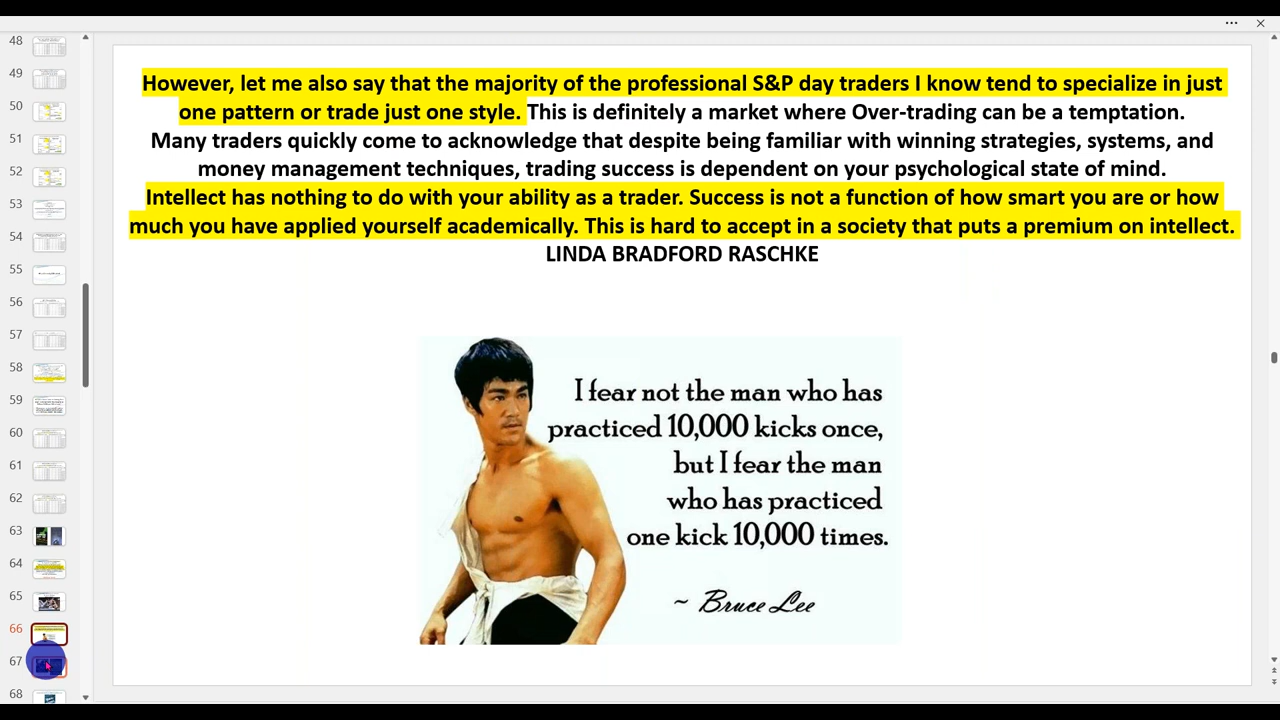 48
49
50
51
52
53
54
55
56
57
58
59
60
61
62
63
64
65
66
67
68
However, let me also say that the majority of the professional S&P day traders I know tend to specialize in just
one pattern or trade just one style. This is definitely a market where Over-trading can be a temptation.
Many traders quickly come to acknowledge that despite being familiar with winning strategies, systems, and
money management techniques, trading success is dependent on your psychological state of mind.
Intellect has nothing to do with your ability as a trader. Success is not a function of how smart you are or how
much you have applied yourself academically. This is hard to accept in a society that puts a premium on intellect.
LINDA BRADFORD RASCHKE
I fear not the man who has
practiced 10,000 kicks once,
but I fear the man
who has practiced
one kick 10,000 times.
~ Bruce Lee